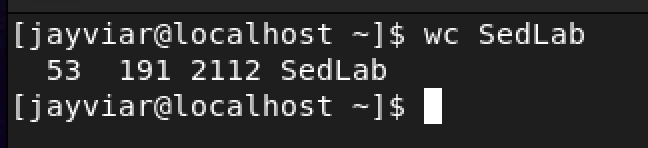 [jayviar@localhost ~]$ wc SedLab
  53  191 2112 SedLab
[jayviar@localhost ~]$